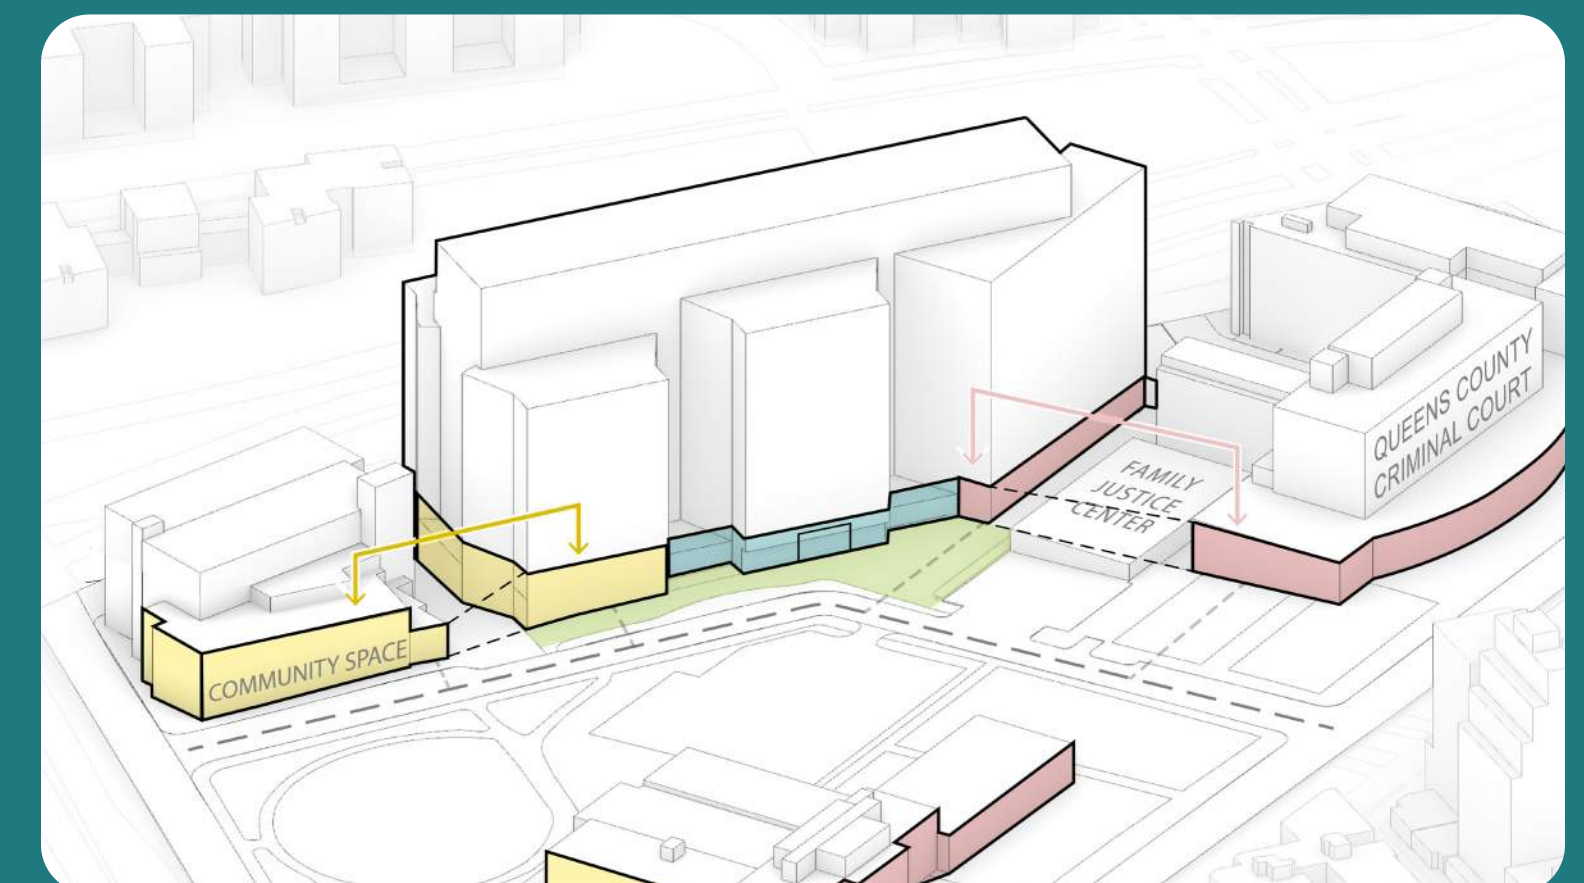 COMMUNITY SPACE
FAMILY
JUSTICE
CENTER
QUEENS COUNTY
CRIMINAL COURT